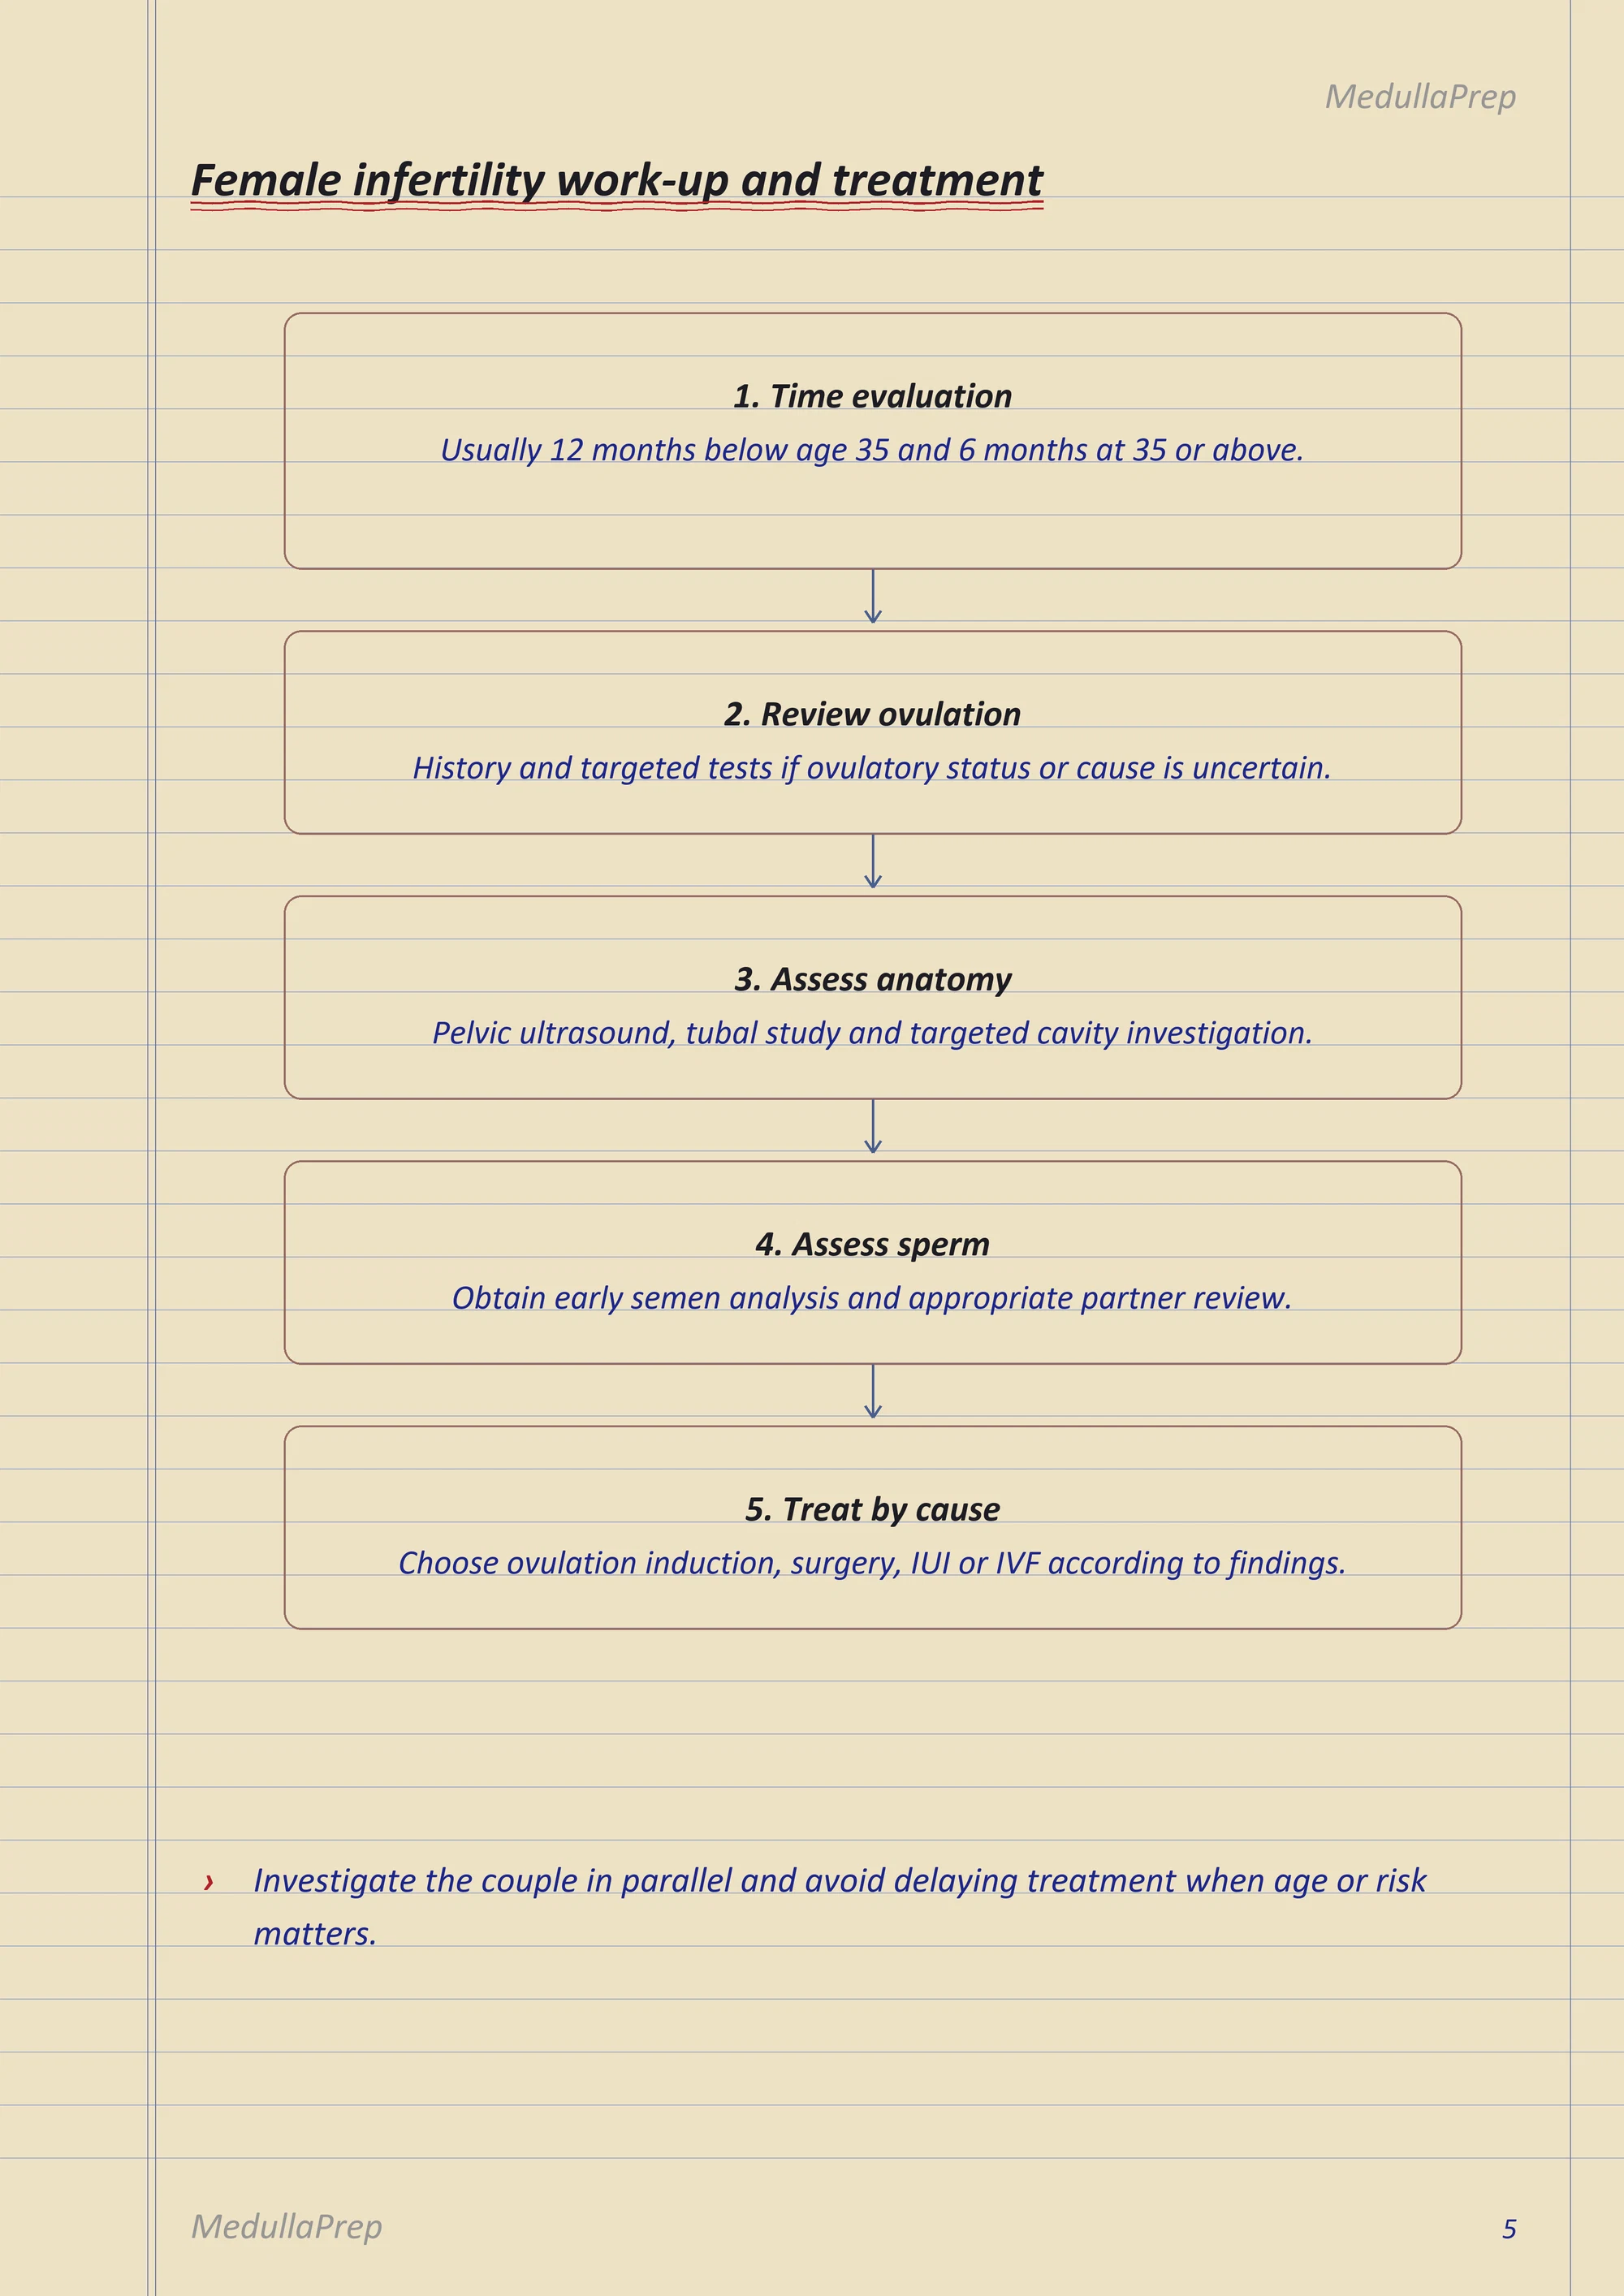 MedullaPrep
Female infertility work-up and treatment
1. Time evaluation
Usually 12 months below age 35 and 6 months at 35 or above.
2. Review ovulation
History and targeted tests if ovulatory status or cause is uncertain.
3. Assess anatomy
Pelvic ultrasound, tubal study and targeted cavity investigation.
4. Assess sperm
Obtain early semen analysis and appropriate partner review.
5. Treat by cause
Choose ovulation induction, surgery, IUI or IVF according to findings.
› Investigate the couple in parallel and avoid delaying treatment when age or risk
matters.
MedullaPrep
5